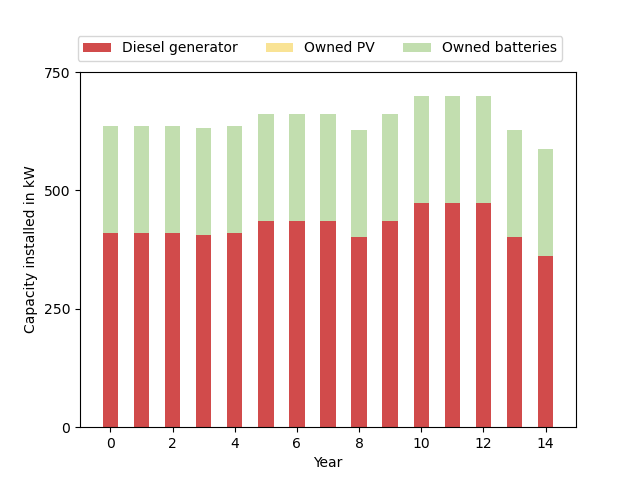 Diesel generator Owned PV Owned batteries
750
500
250
0
Capacity installed in kW
0 2 4 6 8 10 12 14
Year